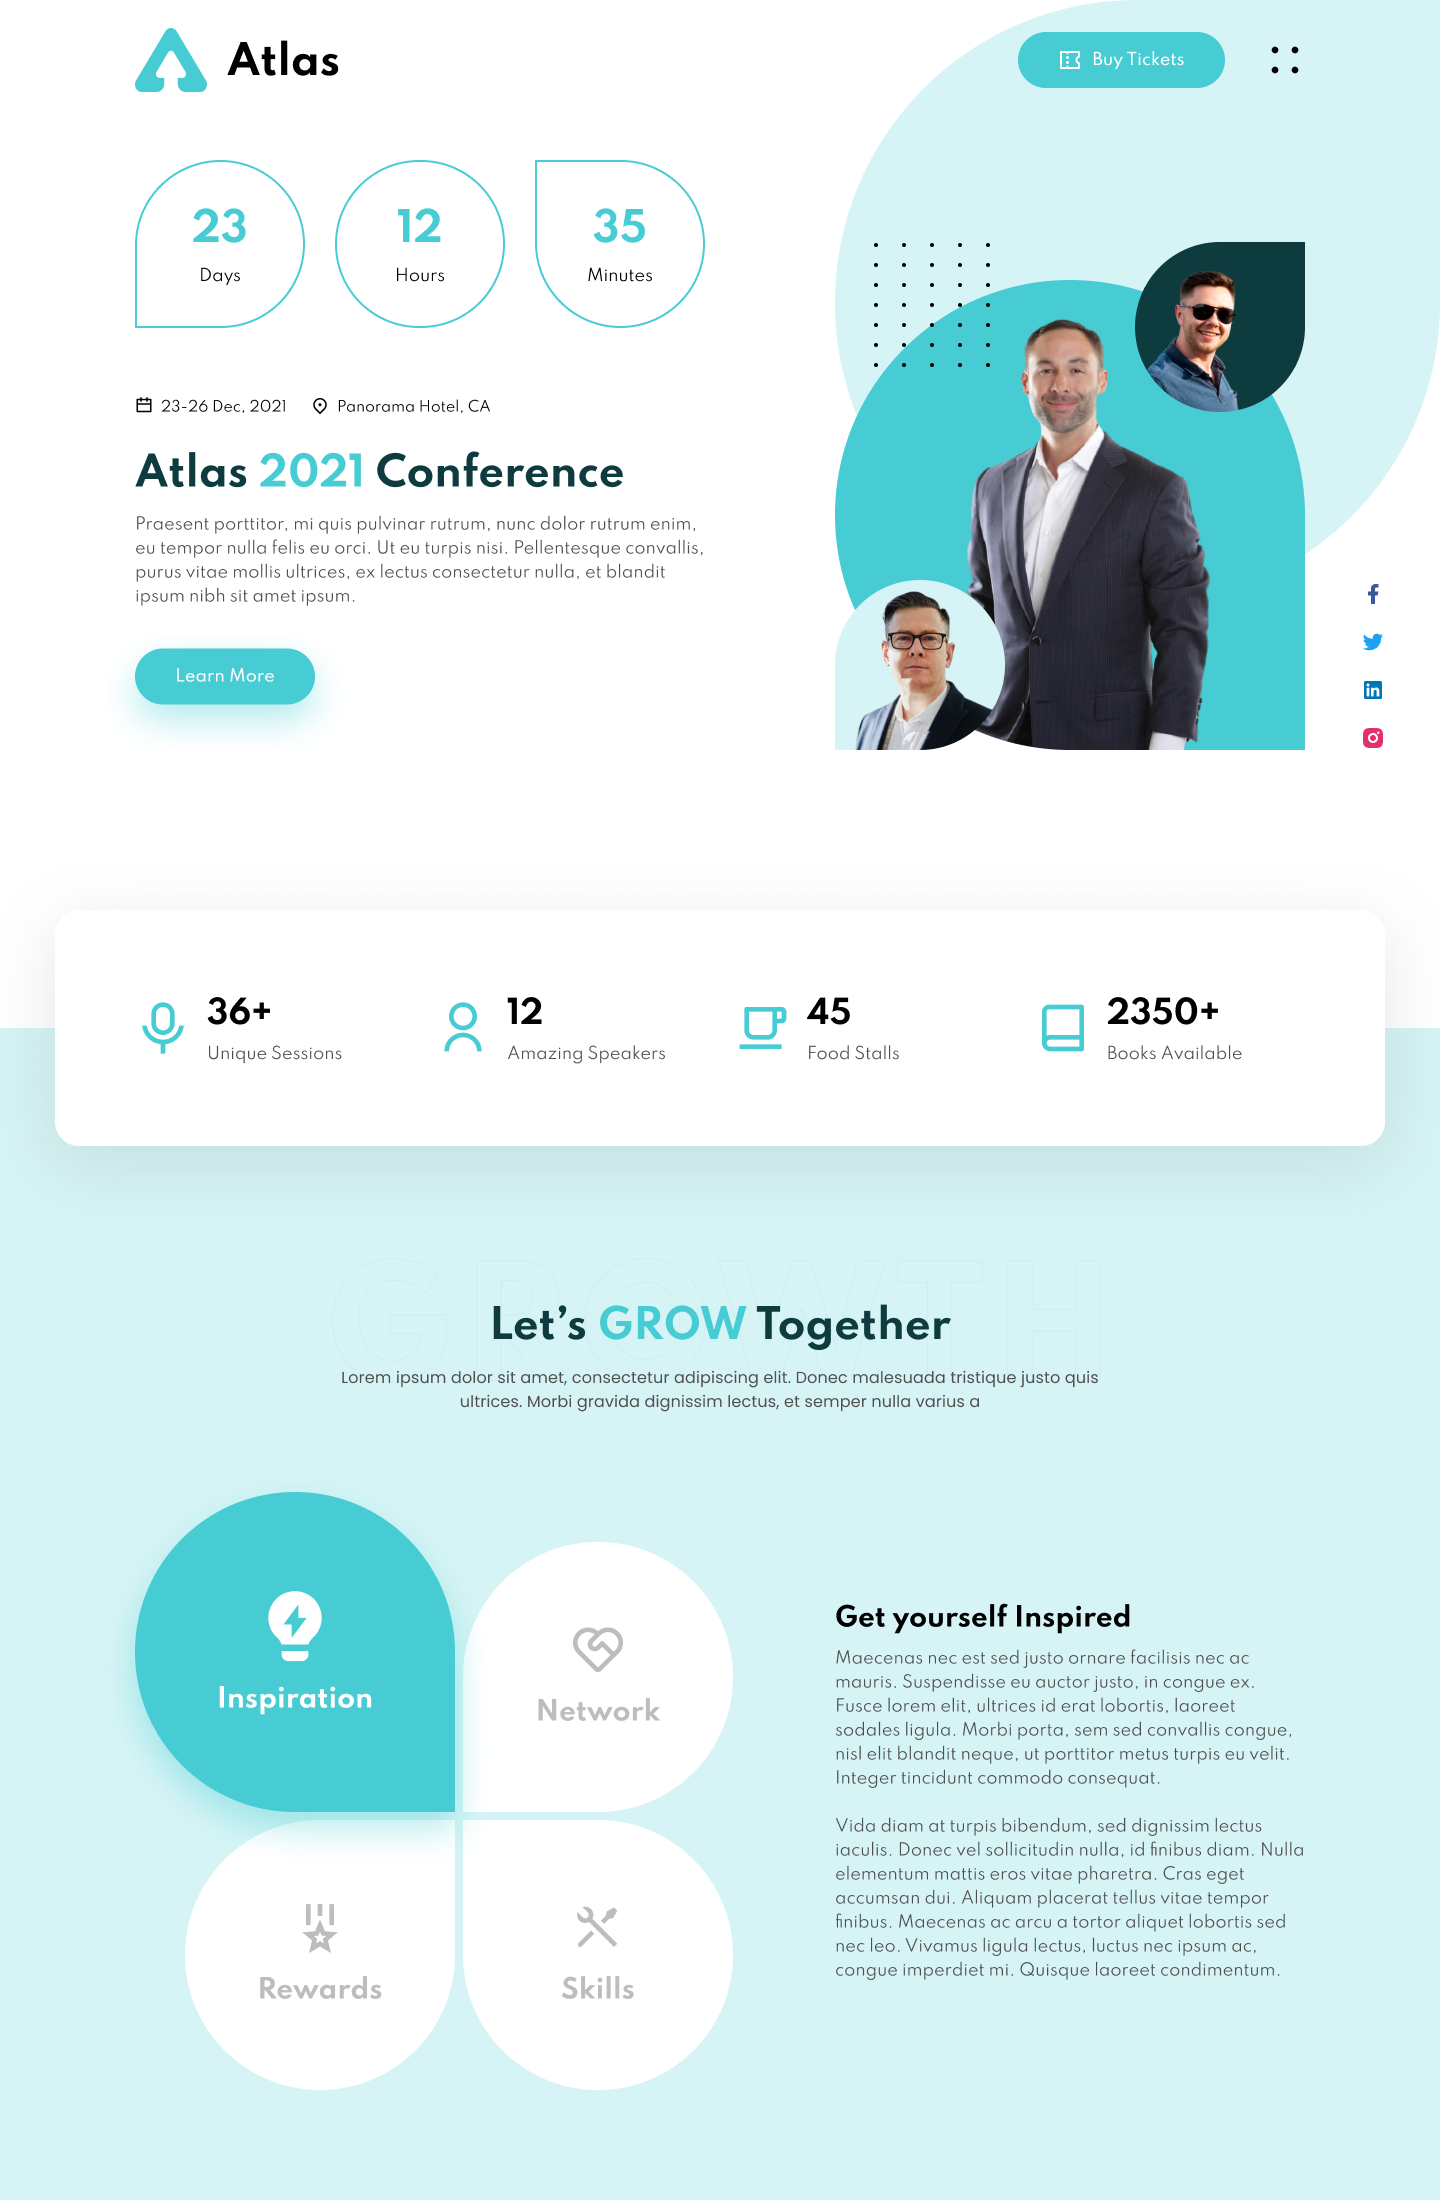 Atlas
Buy Tickets
23
Days
12
Hours
35
Minutes
23-26 Dec, 2021
Panorama Hotel, CA
Atlas 2021 Conference
Praesent porttitor, mi quis pulvinar rutrum, nunc dolor rutrum enim,
eu tempor nulla felis eu orci. Ut eu turpis nisi. Pellentesque convallis,
purus vitae mollis ultrices, ex lectus consectetur nulla, et blandit
ipsum nibh sit amet ipsum.
Learn More
36+
Unique Sessions
12
Amazing Speakers
45
Food Stalls
2350+
Books Available
GROWTH
Let’s GROW Together
Lorem ipsum dolor sit amet, consectetur adipiscing elit. Donec malesuada tristique justo quis
ultrices. Morbi gravida dignissim lectus, et semper nulla varius a
Inspiration
Network
Rewards
Skills
Get yourself Inspired
Maecenas nec est sed justo ornare facilisis nec ac
mauris. Suspendisse eu auctor justo, in congue ex.
Fusce lorem elit, ultrices id erat lobortis, laoreet
sodales ligula. Morbi porta, sem sed convallis congue,
nisl elit blandit neque, ut porttitor metus turpis eu velit.
Integer tincidunt commodo consequat.
Vida diam at turpis bibendum, sed dignissim lectus
iaculis. Donec vel sollicitudin nulla, id finibus diam. Nulla
elementum mattis eros vitae pharetra. Cras eget
accumsan dui. Aliquam placerat tellus vitae tempor
finibus. Maecenas ac arcu a tortor aliquet lobortis sed
nec leo. Vivamus ligula lectus, luctus nec ipsum ac,
congue imperdiet mi. Quisque laoreet condimentum.